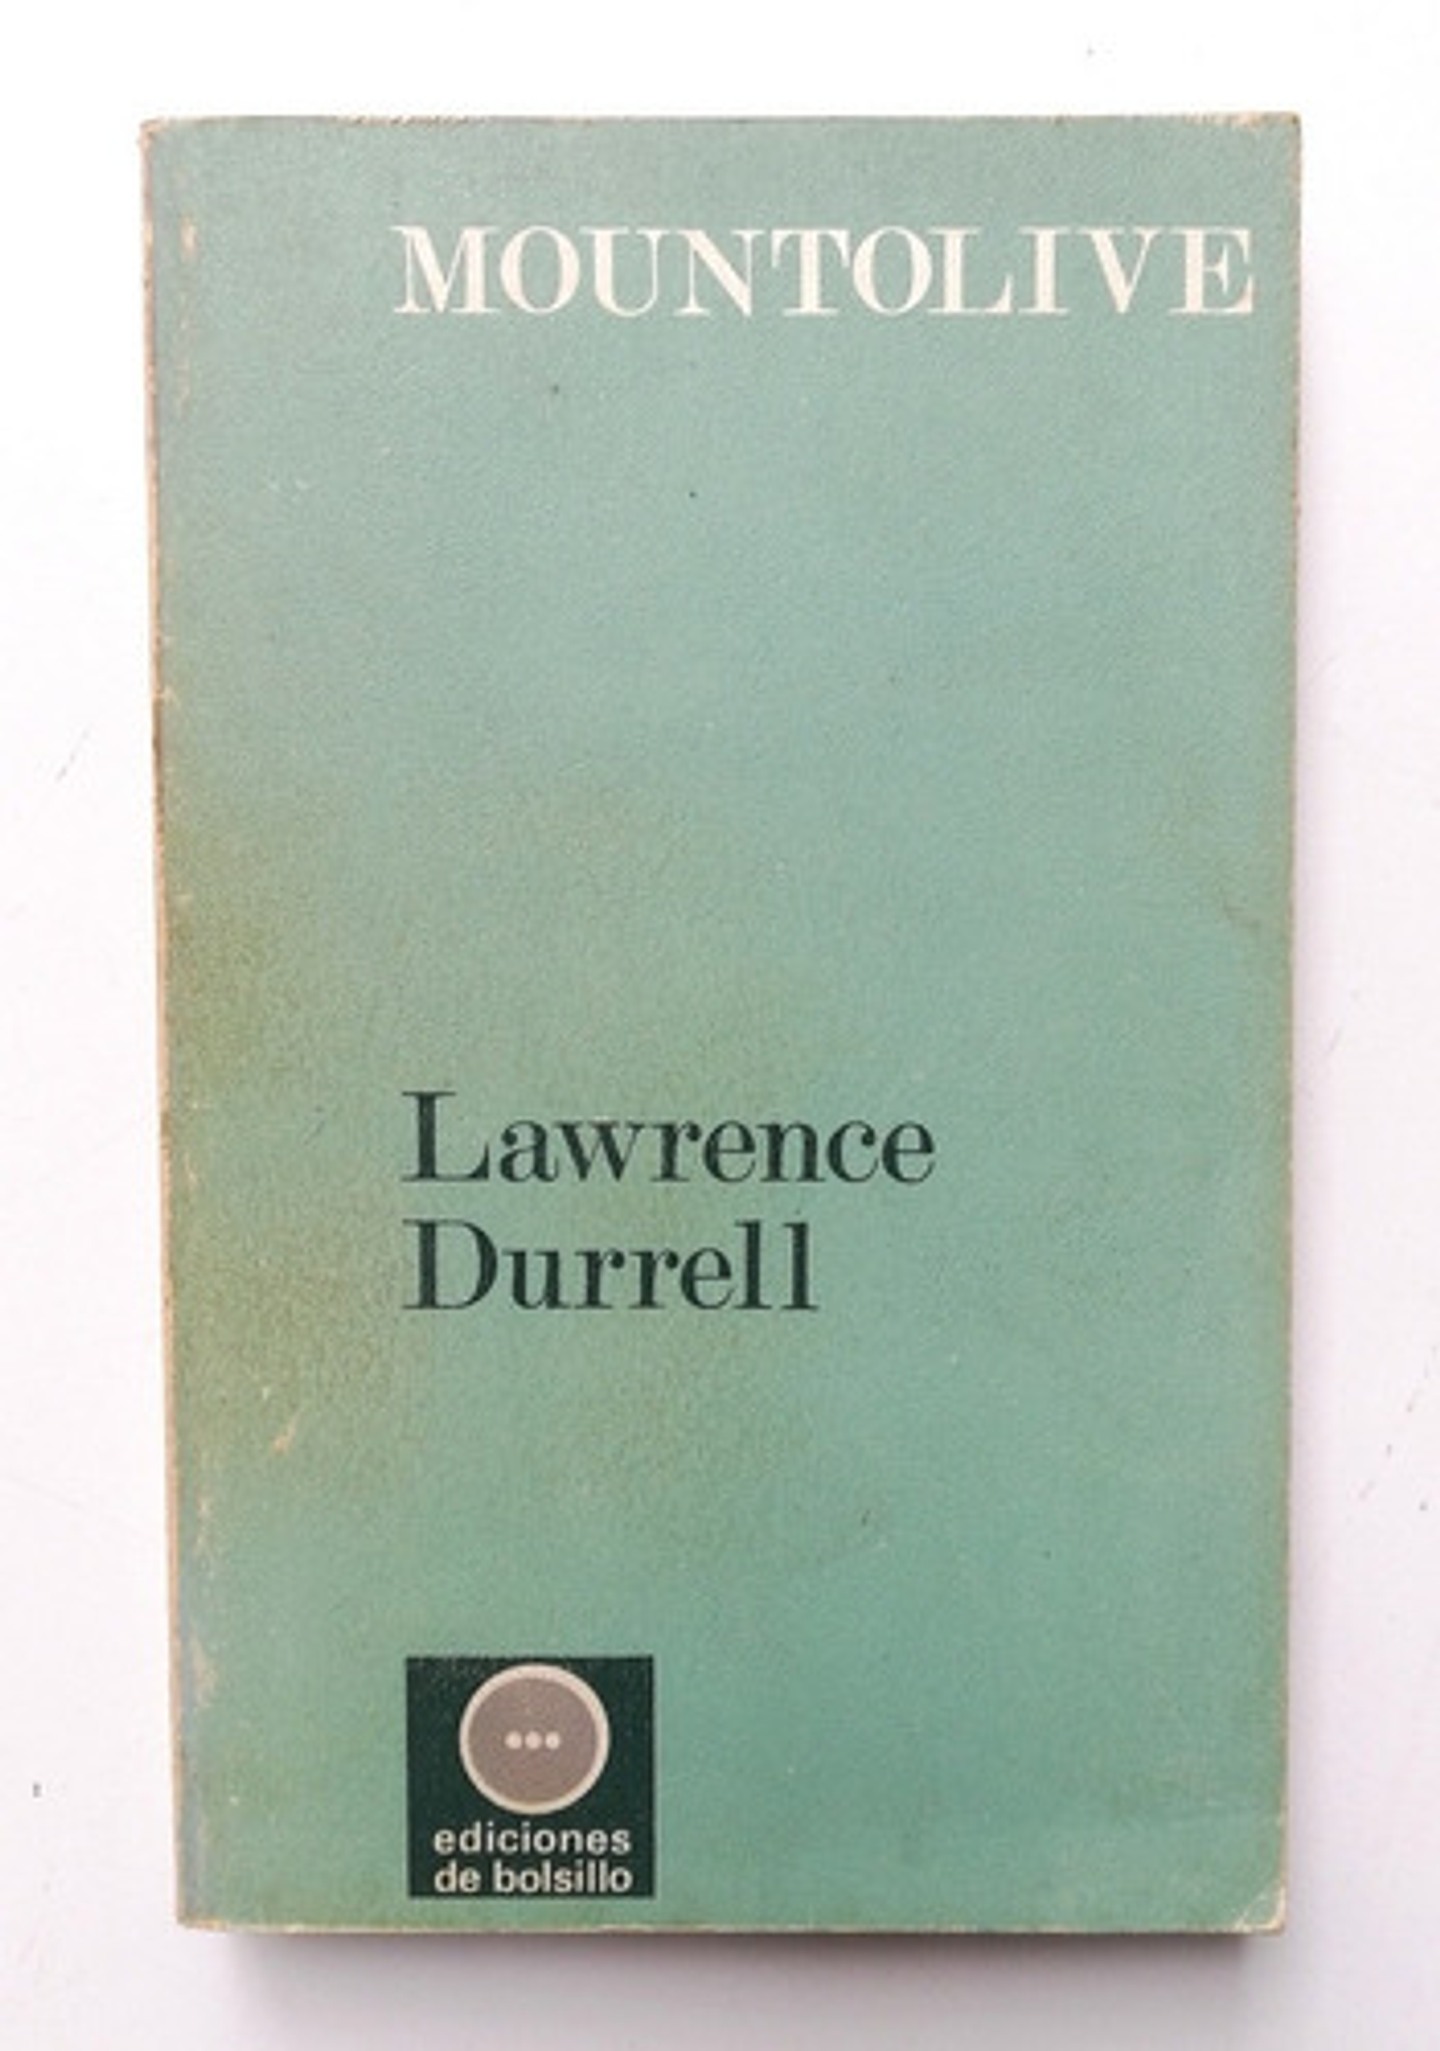 MOUNTOLIVE
Lawrence
Durrell
ediciones
de bolsillo